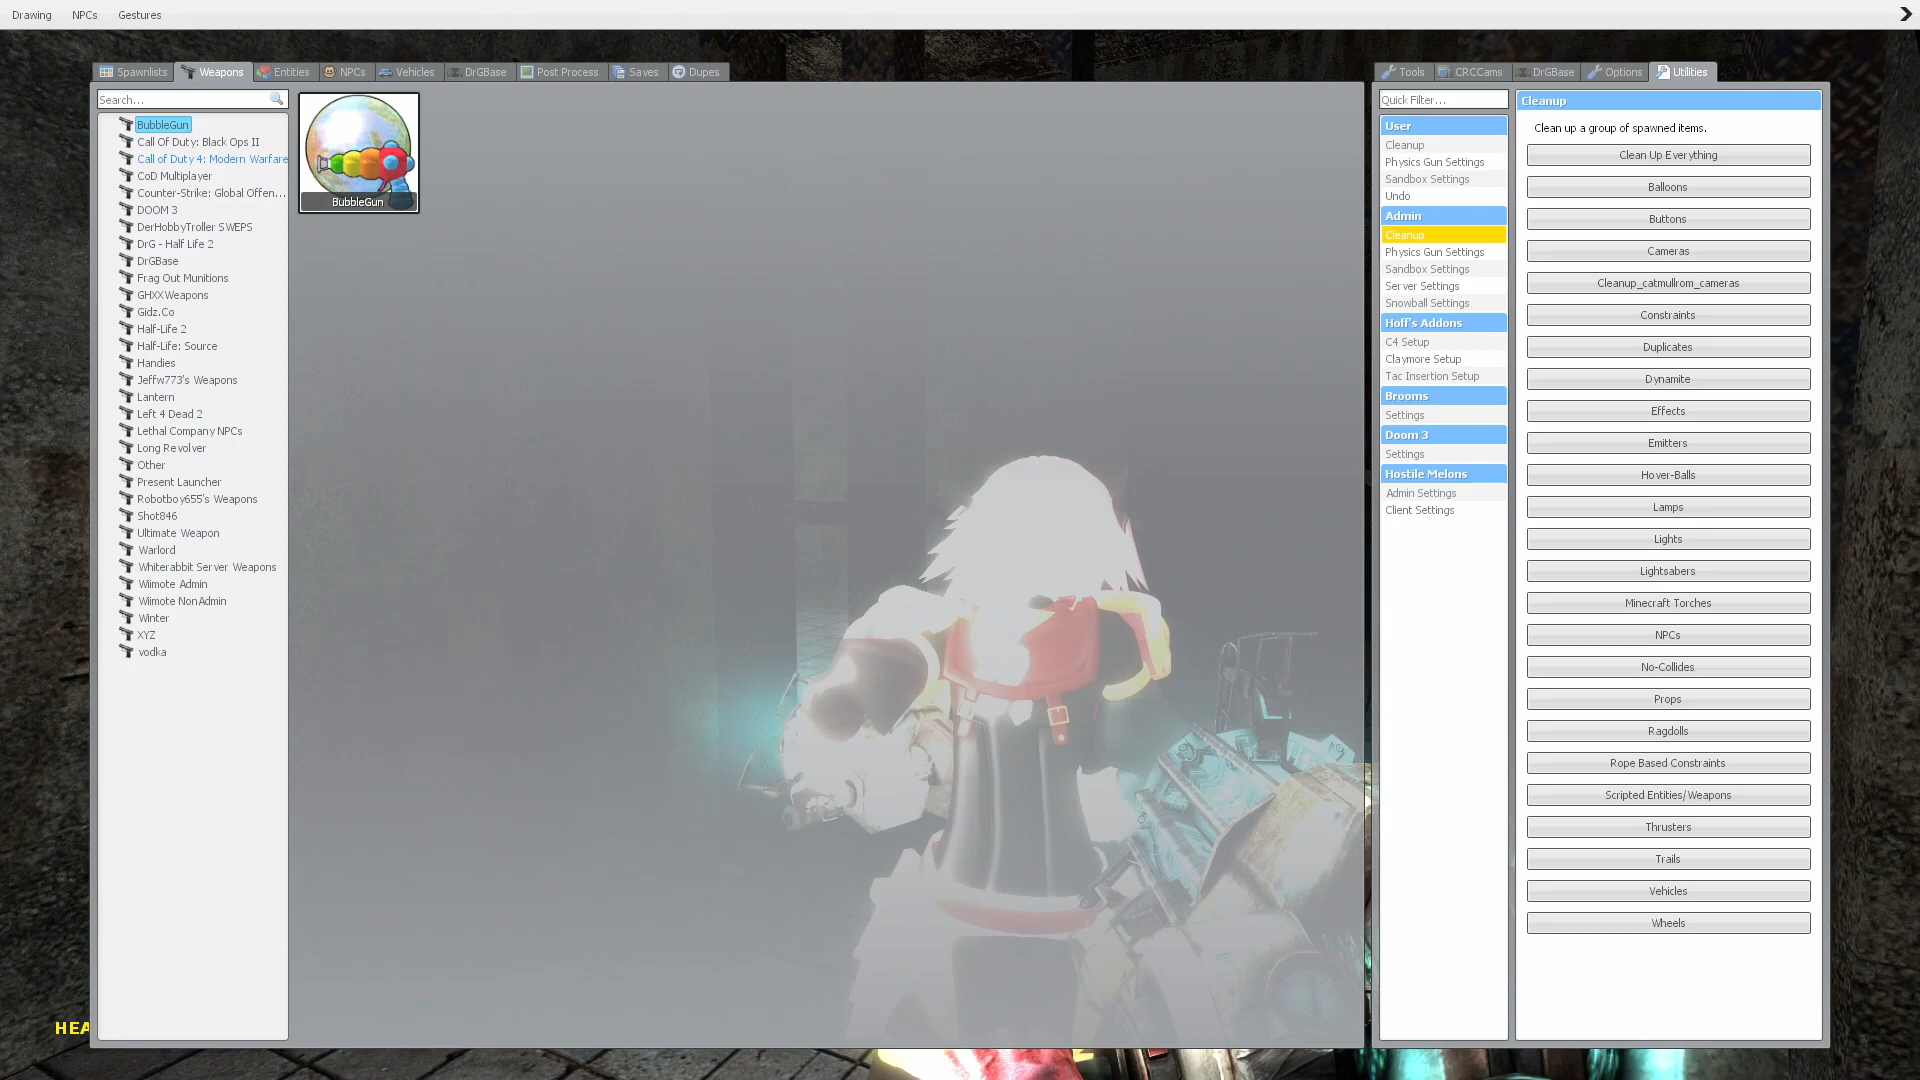 Drawing NPCs Gestures
Spawnlists Weapons Entities NPCs Vehicles DrGBase Post Process Saves Dupes
Search...
BubbleGun
Call Of Duty: Black Ops II
Call of Duty 4: Modern Warfare
CoD Multiplayer
Counter-Strike: Global Offen...
DOOM 3
DerHobbyTroller SWEPS
DrG - Half Life 2
DrGBase
Frag Out Munitions
GHXXWeapons
Gidz.Co
Half-Life 2
Half-Life: Source
Handies
Jeffw773's Weapons
Lantern
Left 4 Dead 2
Lethal Company NPCs
Long Revolver
Other
Present Launcher
Robotboy655's Weapons
Shot846
Ultimate Weapon
Warlord
Whiterabbit Server Weapons
Wiimote Admin
Wiimote NonAdmin
Winter
XYZ
vodka
BubbleGun
HEA
Tools CRCCams DrGBase Options Utilities
Quick Filter...
User
Cleanup
Physics Gun Settings
Sandbox Settings
Undo
Admin
Cleanup
Physics Gun Settings
Sandbox Settings
Server Settings
Snowball Settings
Hoff's Addons
C4 Setup
Claymore Setup
Tac Insertion Setup
Brooms
Settings
Doom 3
Settings
Hostile Melons
Admin Settings
Client Settings
Cleanup
Clean up a group of spawned items.
Clean Up Everything
Balloons
Buttons
Cameras
Cleanup_catmullrom_cameras
Constraints
Duplicates
Dynamite
Effects
Emitters
Hover-Balls
Lamps
Lights
Lightsabers
Minecraft Torches
NPCs
No-Collides
Props
Ragdolls
Rope Based Constraints
Scripted Entities/Weapons
Thrusters
Trails
Vehicles
Wheels